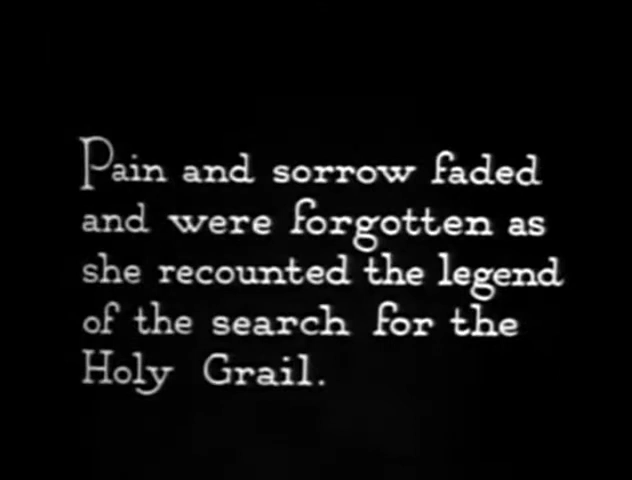 Pain and sorrow faded
and were forgotten as
she recounted the legend
of the search for the
Holy Grail.